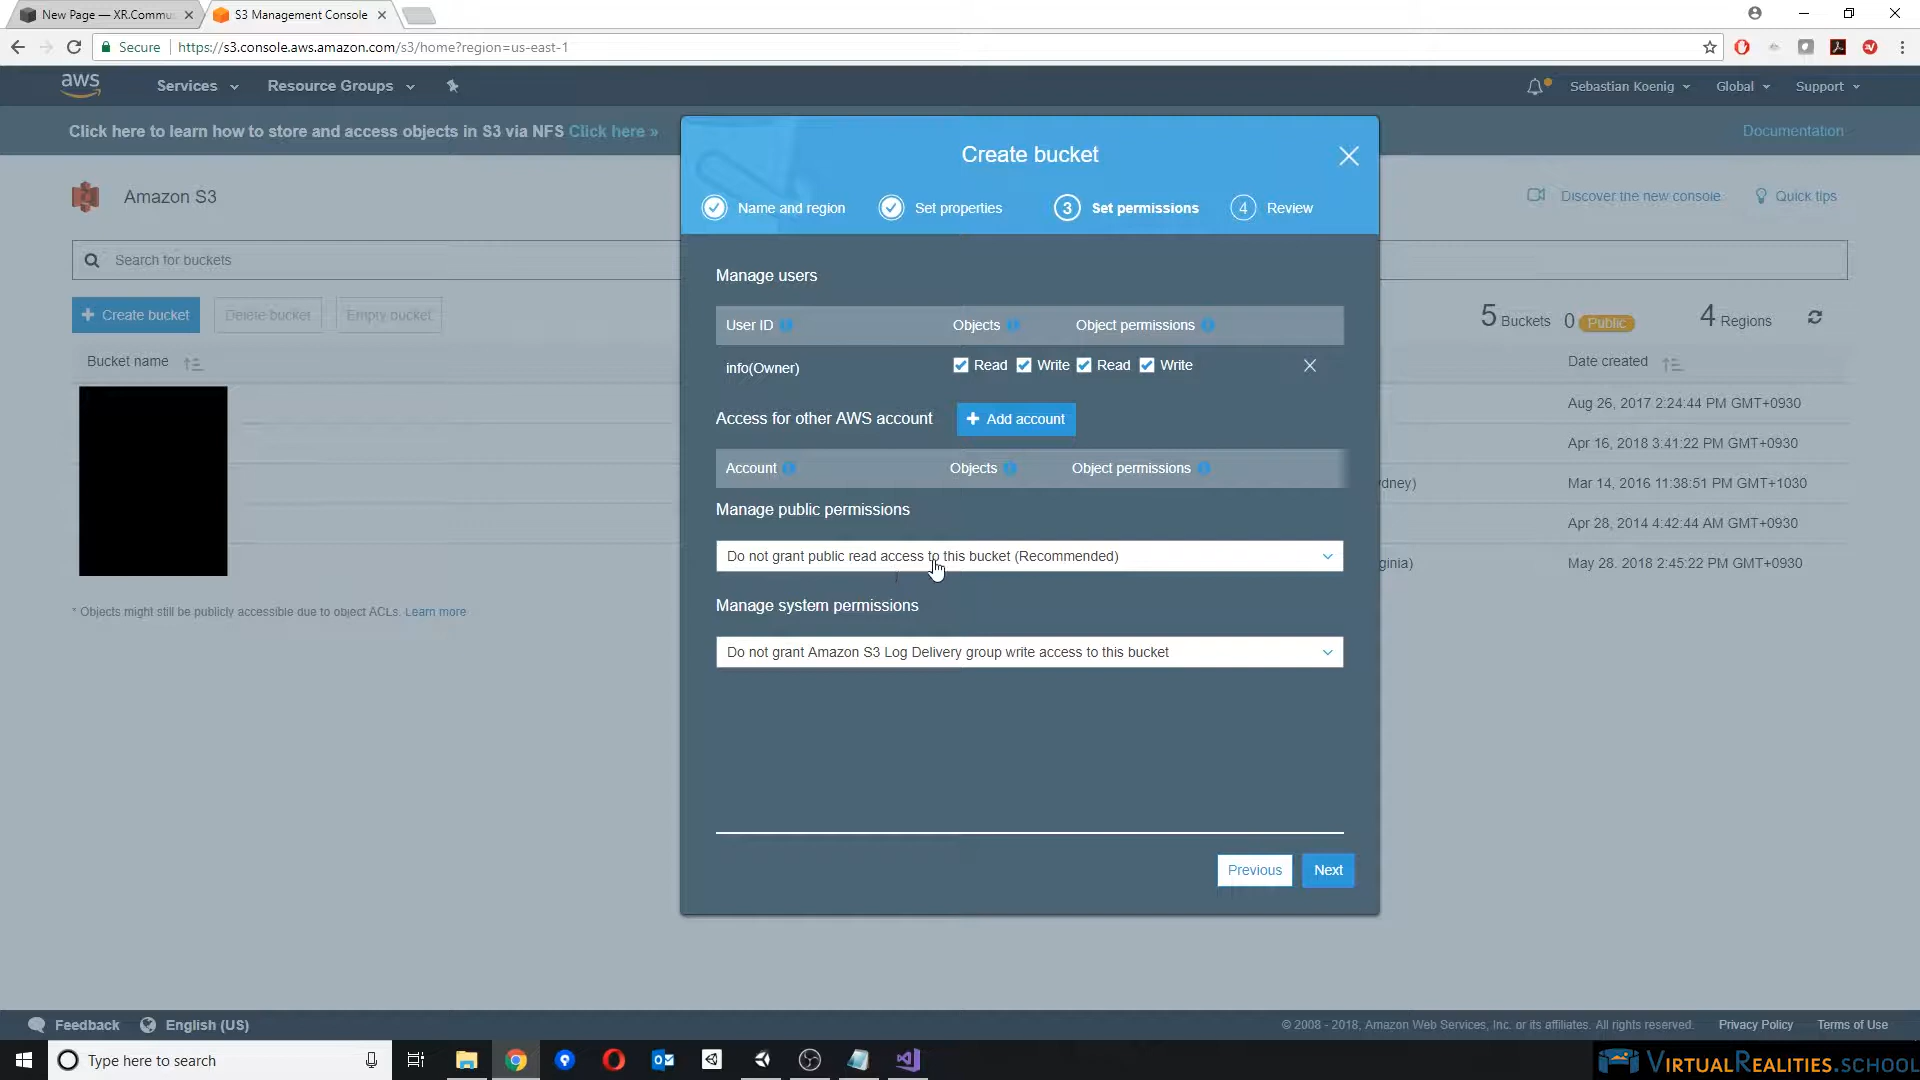 New Page — XR.Commu
S3 Management Console
Secure
https://s3.console.aws.amazon.com/s3/home?region=us-east-1
aws
Services
Resource Groups
Sebastian Koenig
Global
Support
Click here to learn how to store and access objects in S3 via NFS Click here »
Documentation
Amazon S3
Discover the new console
Quick tips
Search for buckets
Create bucket
Delete bucket
Empty bucket
5 Buckets
0 Public
4 Regions
Bucket name
Date created
Aug 26, 2017 2:24:44 PM GMT+0930
Apr 16, 2018 3:41:22 PM GMT+0930
dney)
Mar 14, 2016 11:38:51 PM GMT+1030
Apr 28, 2014 4:42:44 AM GMT+0930
ginia)
May 28, 2018 2:45:22 PM GMT+0930
* Objects might still be publicly accessible due to object ACLs. Learn more
Create bucket
Name and region
Set properties
3 Set permissions
4 Review
Manage users
User ID
Objects
Object permissions
info(Owner)
Read
Write
Read
Write
Access for other AWS account
Add account
Account
Objects
Object permissions
Manage public permissions
Do not grant public read access to this bucket (Recommended)
Manage system permissions
Do not grant Amazon S3 Log Delivery group write access to this bucket
Previous
Next
Feedback
English (US)
© 2008 - 2018, Amazon Web Services, Inc. or its affiliates. All rights reserved.
Privacy Policy
Terms of Use
Type here to search
VIRTUALREALITIES.SCHOOL